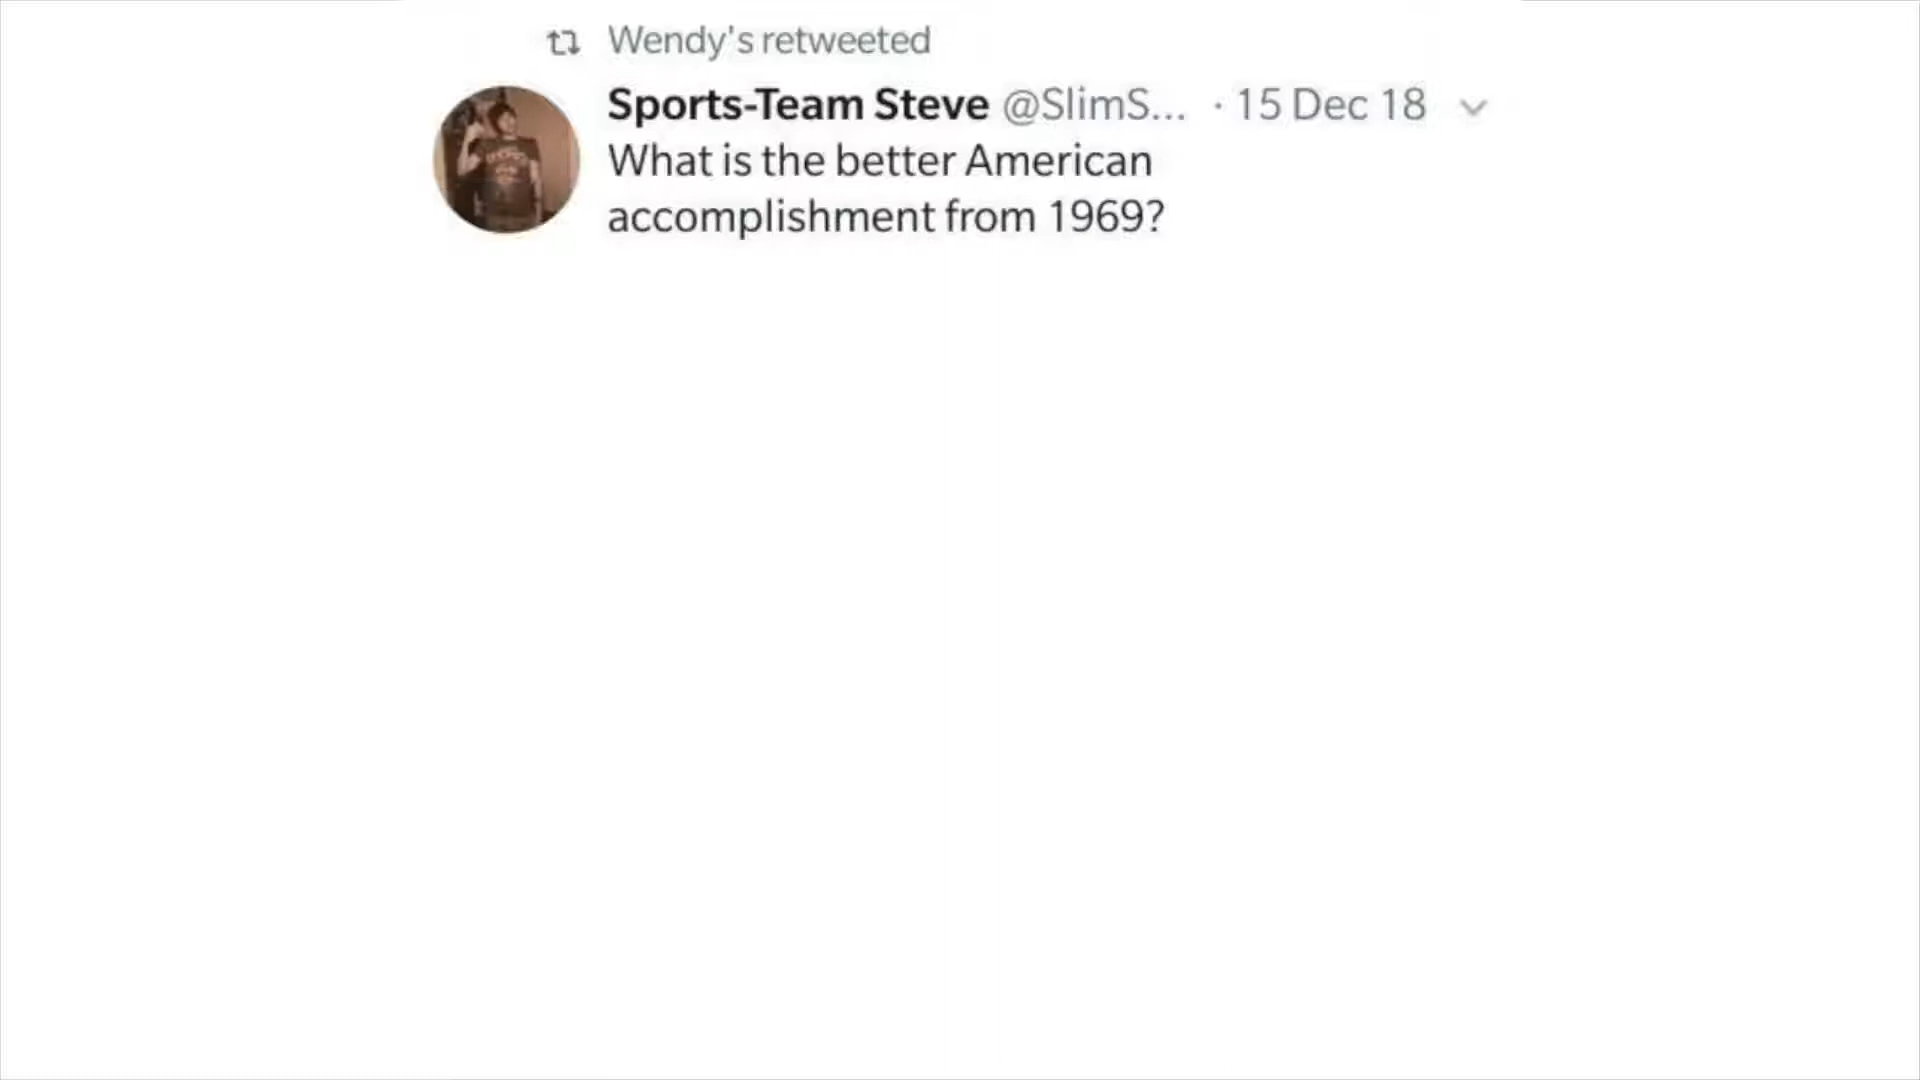 Wendy's retweeted
Sports-Team Steve @SlimS... · 15 Dec 18
What is the better American
accomplishment from 1969?